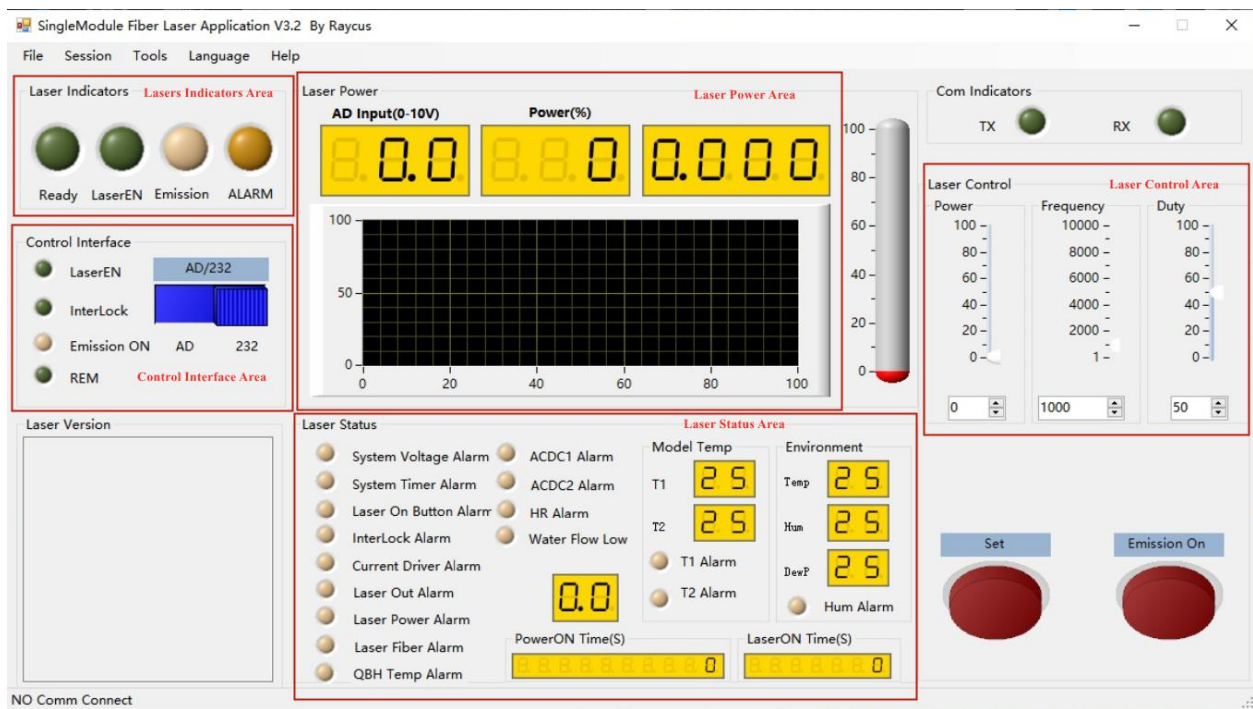 SingleModule Fiber Laser Application V3.2 By Raycus
File Session Tools Language Help
Laser Indicators Lasers Indicators Area
Ready LaserEN Emission ALARM
Control Interface
LaserEN
AD/232
InterLock
Emission ON
AD 232
REM
Control Interface Area
Laser Version
Laser Power
Laser Power Area
AD Input(0-10V) Power(%)
0.0 0 0.000
100
50
0
0 20 40 60 80 100
100
80
60
40
20
0
Laser Status
Laser Status Area
System Voltage Alarm
System Timer Alarm
Laser On Button Alarm
InterLock Alarm
Current Driver Alarm
Laser Out Alarm
Laser Power Alarm
Laser Fiber Alarm
QBH Temp Alarm
ACDC1 Alarm
ACDC2 Alarm
HR Alarm
Water Flow Low
0.0
Model Temp
T1 25
T2 25
T1 Alarm
T2 Alarm
Environment
Temp 25
Hum 25
DewP 25
Hum Alarm
PowerON Time(S)
0
LaserON Time(S)
0
Com Indicators
TX RX
Laser Control
Laser Control Area
Power
100
80
60
40
20
0
0
Frequency
10000
8000
6000
4000
2000
1
1000
Duty
100
80
60
40
20
0
50
Set
Emission On
NO Comm Connect